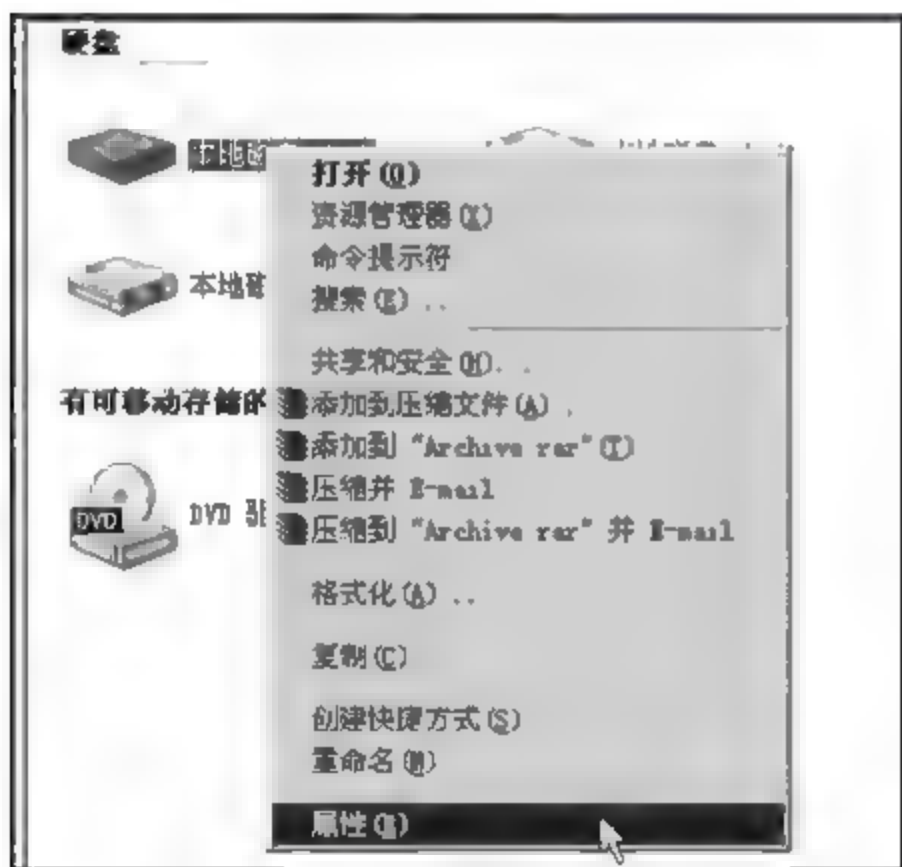 硬盘
本地磁
打开(O)
资源管理器(X)
命令提示符
搜索(E)..
本地磁
共享和安全(H)..
有可移动存储的
添加到压缩文件(A).
添加到 "Archive rar"(T)
压缩并 E-mail
DVD
DVD 驱
压缩到 "Archive rar" 并 E-mail
格式化(A)..
复制(C)
创建快捷方式(S)
重命名(M)
属性(R)